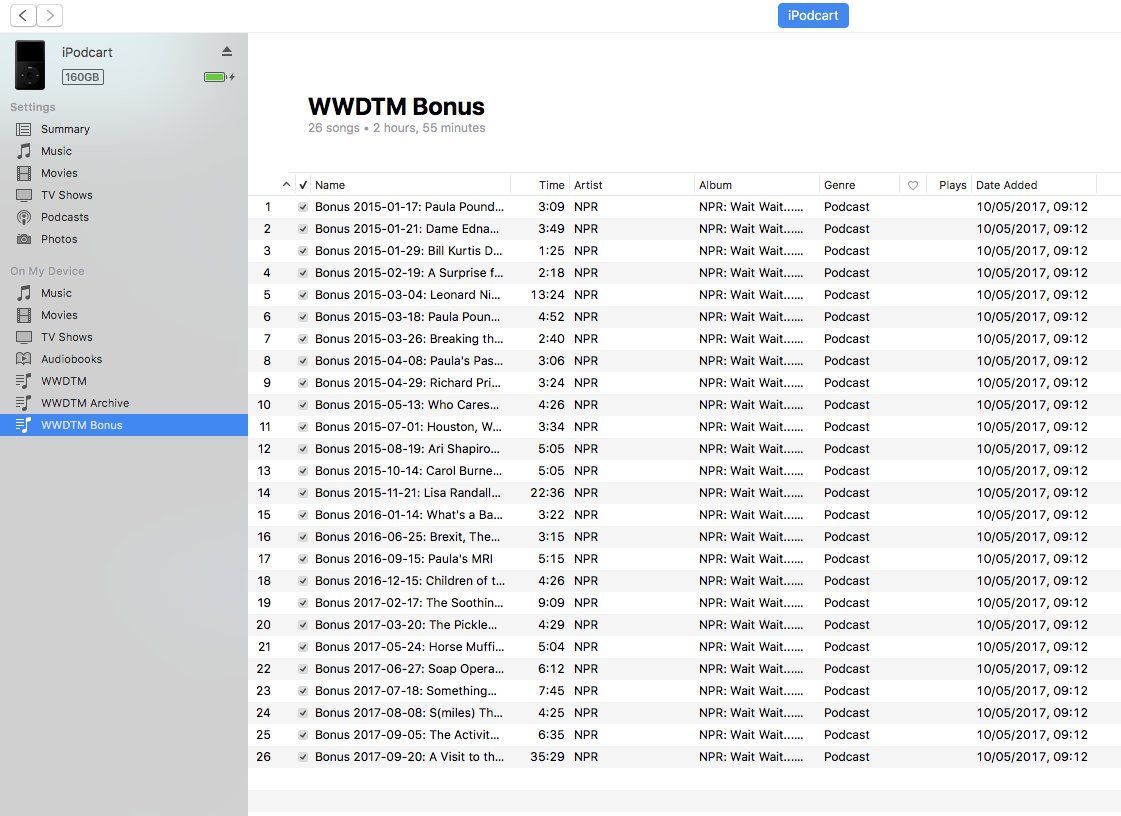 iPodcart
iPodcart
160GB
Settings
Summary
Music
Movies
TV Shows
Podcasts
Photos
On My Device
Music
Movies
TV Shows
Audiobooks
WWDTM
WWDTM Archive
WWDTM Bonus
WWDTM Bonus
26 songs • 2 hours, 55 minutes
Name Time Artist Album Genre Plays Date Added
1 Bonus 2015-01-17: Paula Pound... 3:09 NPR NPR: Wait Wait...... Podcast 10/05/2017, 09:12
2 Bonus 2015-01-21: Dame Edna... 3:49 NPR NPR: Wait Wait...... Podcast 10/05/2017, 09:12
3 Bonus 2015-01-29: Bill Kurtis D... 1:25 NPR NPR: Wait Wait...... Podcast 10/05/2017, 09:12
4 Bonus 2015-02-19: A Surprise f... 2:18 NPR NPR: Wait Wait...... Podcast 10/05/2017, 09:12
5 Bonus 2015-03-04: Leonard Ni... 13:24 NPR NPR: Wait Wait...... Podcast 10/05/2017, 09:12
6 Bonus 2015-03-18: Paula Poun... 4:52 NPR NPR: Wait Wait...... Podcast 10/05/2017, 09:12
7 Bonus 2015-03-26: Breaking th... 2:40 NPR NPR: Wait Wait...... Podcast 10/05/2017, 09:12
8 Bonus 2015-04-08: Paula's Pas... 3:06 NPR NPR: Wait Wait...... Podcast 10/05/2017, 09:12
9 Bonus 2015-04-29: Richard Pri... 3:24 NPR NPR: Wait Wait...... Podcast 10/05/2017, 09:12
10 Bonus 2015-05-13: Who Cares... 4:26 NPR NPR: Wait Wait...... Podcast 10/05/2017, 09:12
11 Bonus 2015-07-01: Houston, W... 3:34 NPR NPR: Wait Wait...... Podcast 10/05/2017, 09:12
12 Bonus 2015-08-19: Ari Shapiro... 5:05 NPR NPR: Wait Wait...... Podcast 10/05/2017, 09:12
13 Bonus 2015-10-14: Carol Burne... 5:05 NPR NPR: Wait Wait...... Podcast 10/05/2017, 09:12
14 Bonus 2015-11-21: Lisa Randall... 22:36 NPR NPR: Wait Wait...... Podcast 10/05/2017, 09:12
15 Bonus 2016-01-14: What's a Ba... 3:22 NPR NPR: Wait Wait...... Podcast 10/05/2017, 09:12
16 Bonus 2016-06-25: Brexit, The... 3:15 NPR NPR: Wait Wait...... Podcast 10/05/2017, 09:12
17 Bonus 2016-09-15: Paula's MRI 5:15 NPR NPR: Wait Wait...... Podcast 10/05/2017, 09:12
18 Bonus 2016-12-15: Children of t... 4:26 NPR NPR: Wait Wait...... Podcast 10/05/2017, 09:12
19 Bonus 2017-02-17: The Soothin... 9:09 NPR NPR: Wait Wait...... Podcast 10/05/2017, 09:12
20 Bonus 2017-03-20: The Pickle... 4:29 NPR NPR: Wait Wait...... Podcast 10/05/2017, 09:12
21 Bonus 2017-05-24: Horse Muffi... 5:04 NPR NPR: Wait Wait...... Podcast 10/05/2017, 09:12
22 Bonus 2017-06-27: Soap Opera... 6:12 NPR NPR: Wait Wait...... Podcast 10/05/2017, 09:12
23 Bonus 2017-07-18: Something... 7:45 NPR NPR: Wait Wait...... Podcast 10/05/2017, 09:12
24 Bonus 2017-08-08: S(miles) Th... 4:25 NPR NPR: Wait Wait...... Podcast 10/05/2017, 09:12
25 Bonus 2017-09-05: The Activit... 6:35 NPR NPR: Wait Wait...... Podcast 10/05/2017, 09:12
26 Bonus 2017-09-20: A Visit to th... 35:29 NPR NPR: Wait Wait...... Podcast 10/05/2017, 09:12